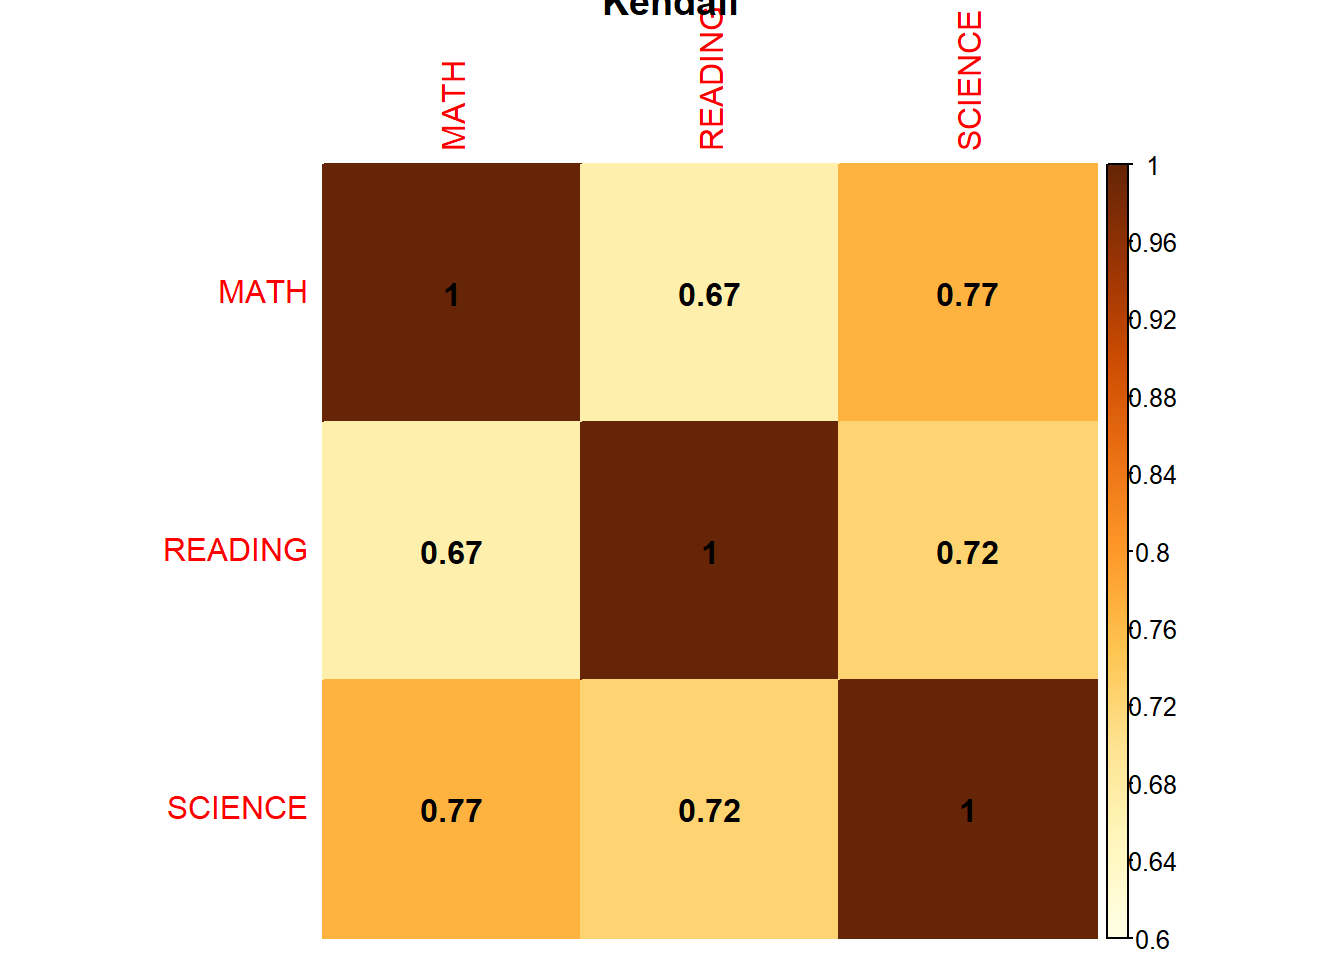 Kendall
MATH READING SCIENCE
MATH 1 0.67 0.77
READING 0.67 1 0.72
SCIENCE 0.77 0.72 1
1
0.96
0.92
0.88
0.84
0.8
0.76
0.72
0.68
0.64
0.6